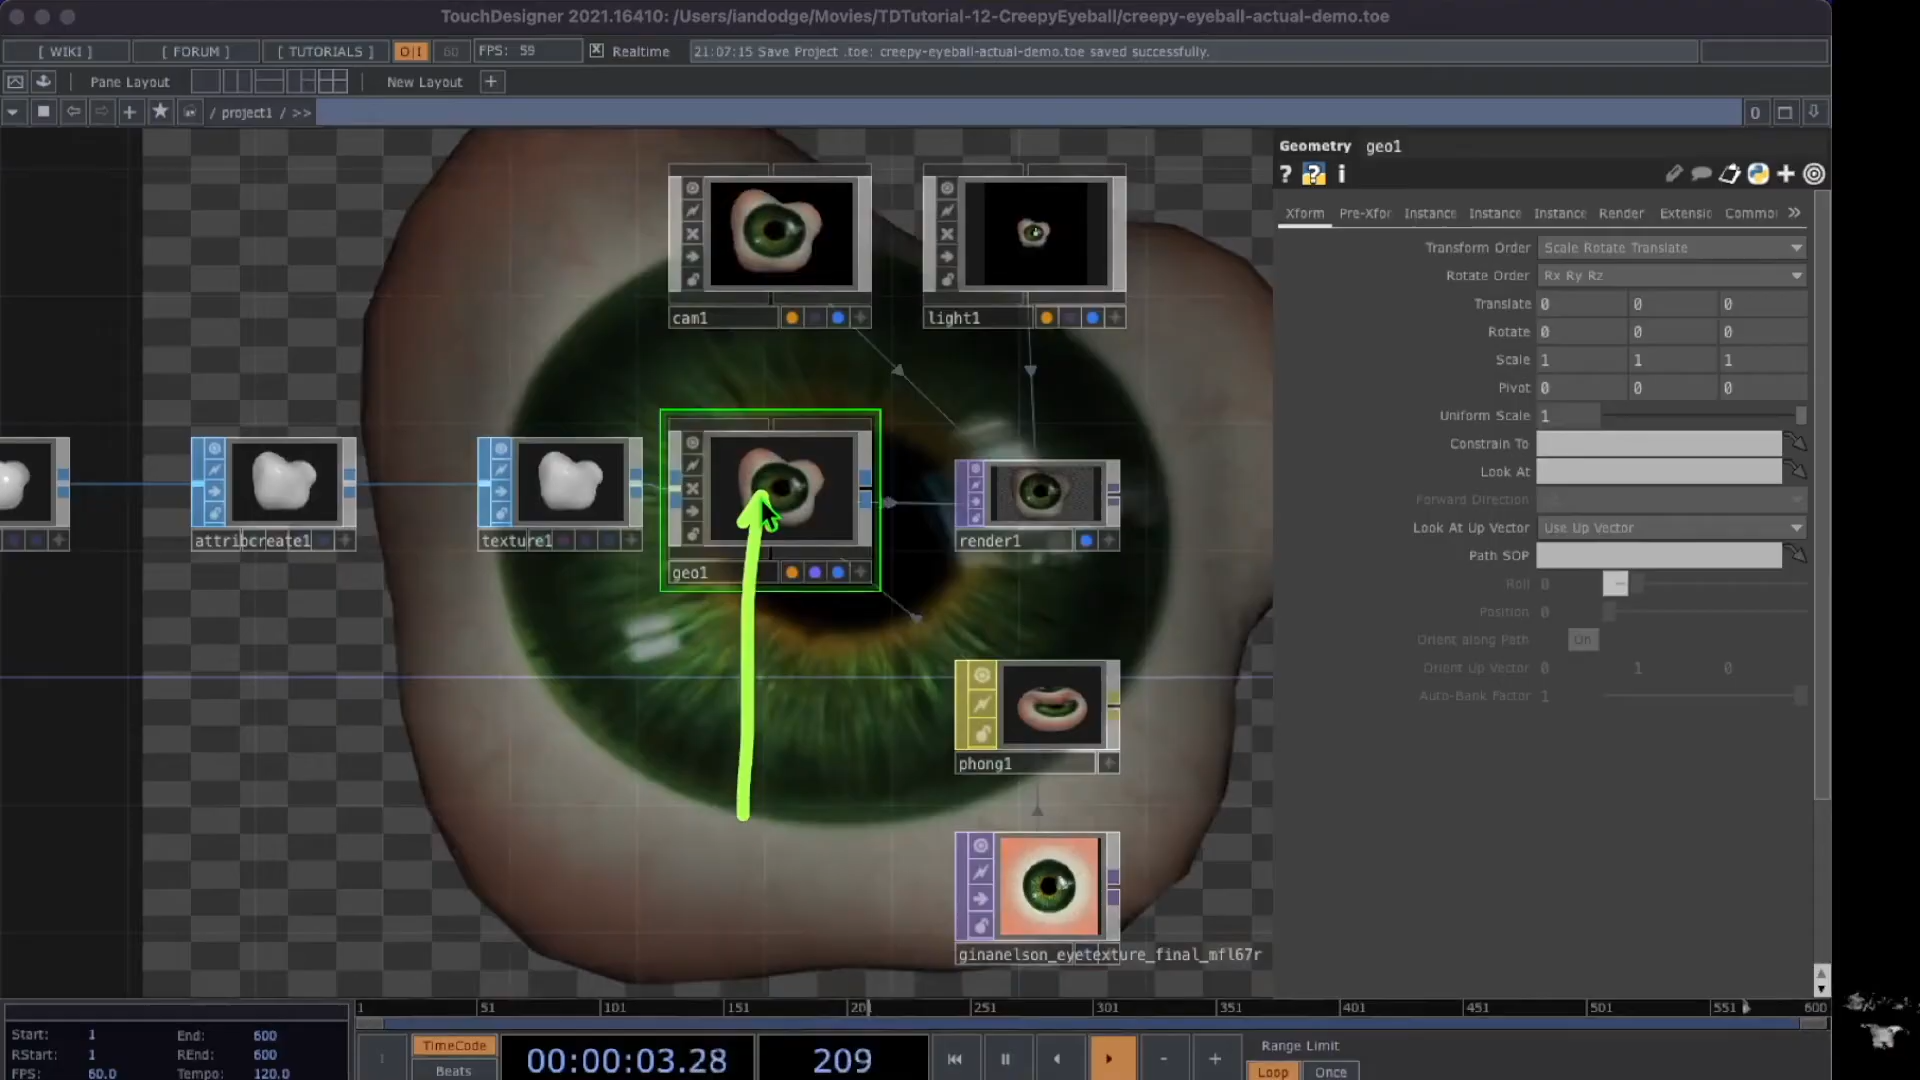 TouchDesigner 2021.16410: /Users/iandodge/Movies/TDTutorial-12-CreepyEyeball/creepy-eyeball-actual-demo.toe
[ WIKI ] [ FORUM ] [ TUTORIALS ] O|I 60 FPS: 59 Realtime 21:07:15 Save Project .toe: creepy-eyeball-actual-demo.toe saved successfully.
Pane Layout New Layout +
/ project1 / >> 0
Geometry geo1
? ? i
Xform Pre-Xfor Instance Instance Instance Render Extensio Common
Transform Order Scale Rotate Translate
Rotate Order Rx Ry Rz
Translate 0 0 0
Rotate 0 0 0
Scale 1 1 1
Pivot 0 0 0
Uniform Scale 1
Constrain To
Look At
Forward Direction
Look At Up Vector Use Up Vector
Path SOP
Roll 0
Position 0
Orient along Path On
Orient Up Vector 0 1 0
Auto-Bank Factor 1
cam1
light1
attribcreate1
texture1
geo1
render1
phong1
ginanelson_eyetexture_final_mfl67r
1 51 101 151 201 251 301 351 401 451 501 551 600
Start: 1 End: 600
RStart: 1 REnd: 600
FPS: 60.0 Tempo: 120.0
TimeCode
Beats
00:00:03.28
209
- +
Range Limit
Loop Once